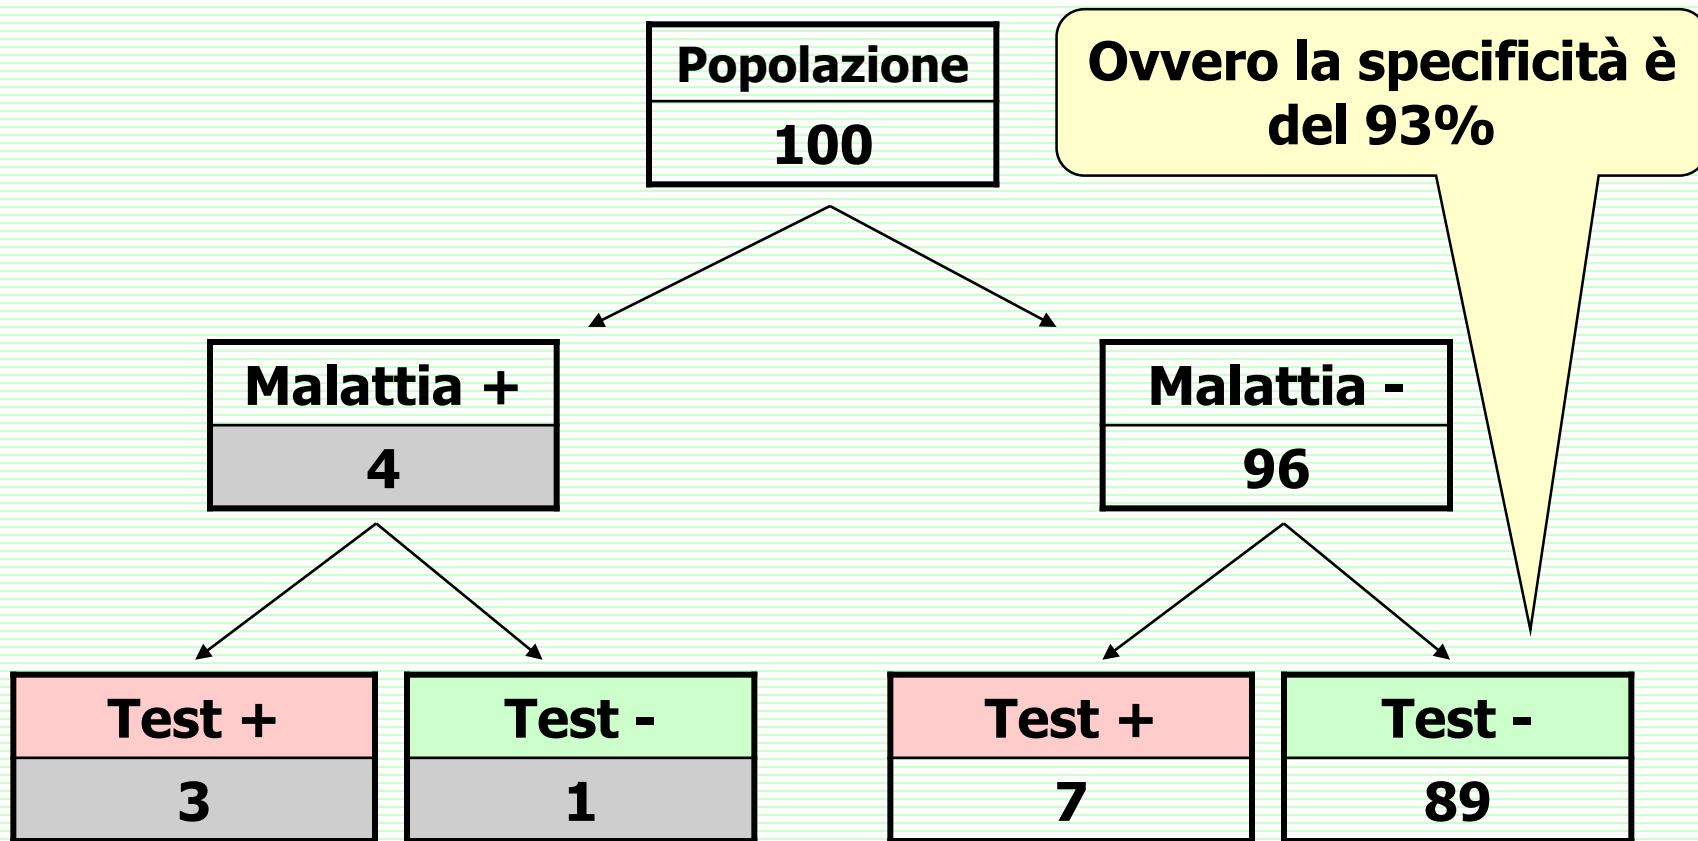 Popolazione
100
Ovvero la specificità è
del 93%
Malattia +
4
Malattia -
96
Test +
3
Test -
1
Test +
7
Test -
89